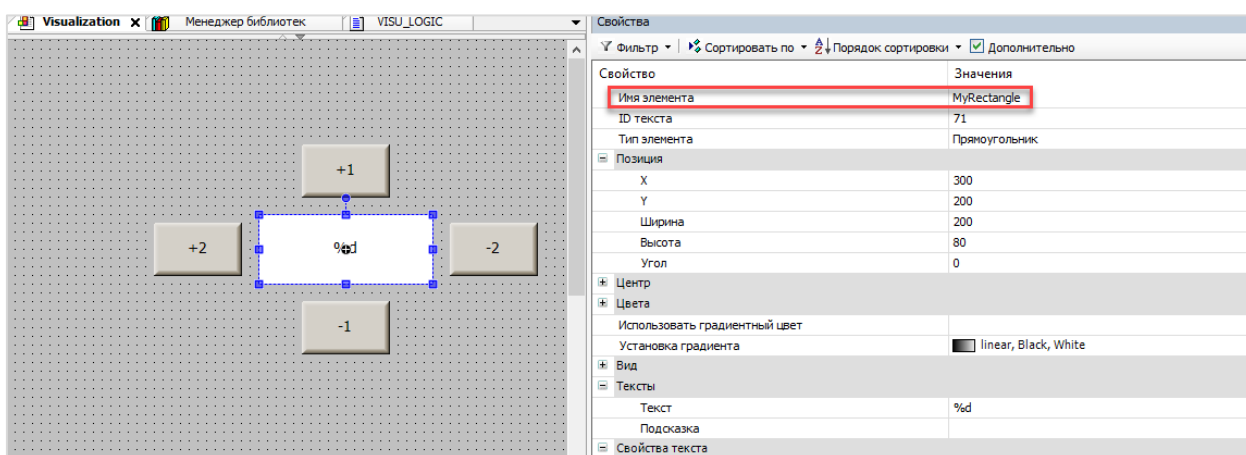 Visualization X Менеджер библиотек VISU_LOGIC
+1
+2 %d -2
-1
Свойства
Фильтр Сортировать по Порядок сортировки Дополнительно
Свойство Значения
Имя элемента MyRectangle
ID текста 71
Тип элемента Прямоугольник
Позиция
X 300
Y 200
Ширина 200
Высота 80
Угол 0
Центр
Цвета
Использовать градиентный цвет
Установка градиента linear, Black, White
Вид
Тексты
Текст %d
Подсказка
Свойства текста